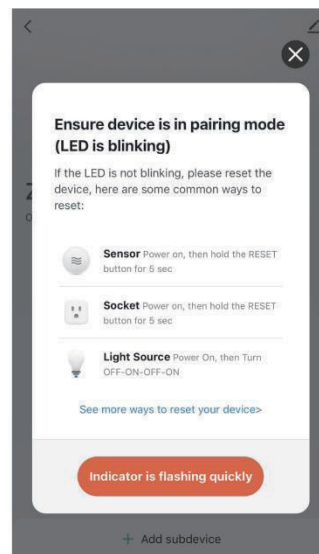 Ensure device is in pairing mode
(LED is blinking)
If the LED is not blinking, please reset the
device, here are some common ways to
reset:
Sensor Power on, then hold the RESET
button for 5 sec
Socket Power on, then hold the RESET
button for 5 sec
Light Source Power On, then Turn
OFF-ON-OFF-ON
See more ways to reset your device>
Indicator is flashing quickly
+ Add subdevice